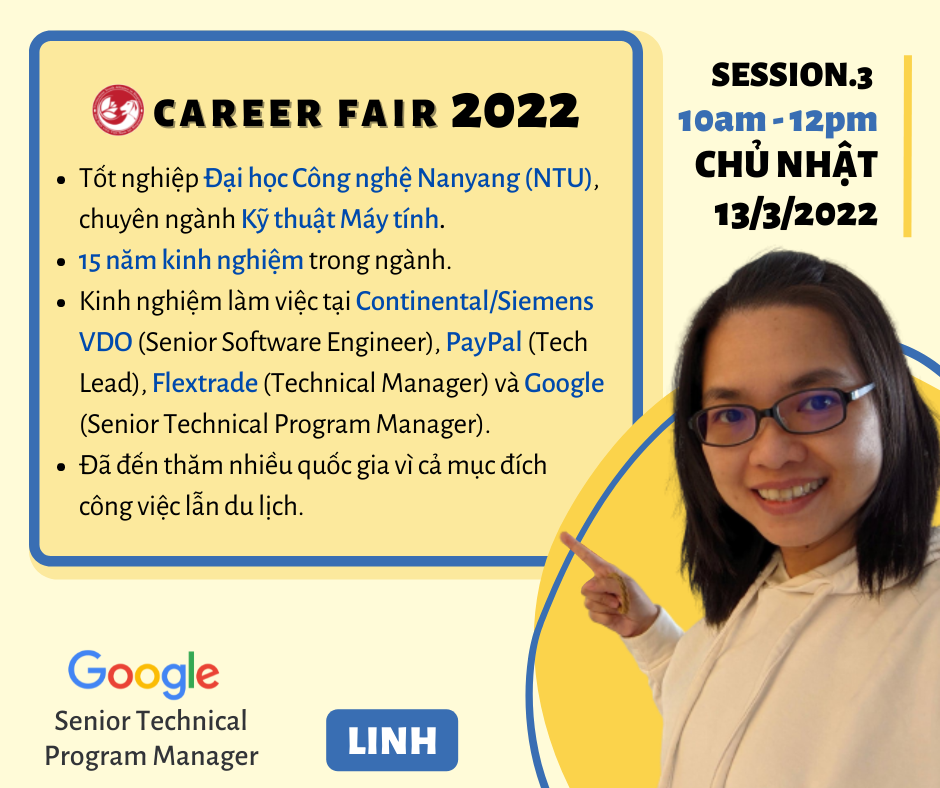 CAREER FAIR 2022
• Tốt nghiệp Đại học Công nghệ Nanyang (NTU),
chuyên ngành Kỹ thuật Máy tính.
• 15 năm kinh nghiệm trong ngành.
• Kinh nghiệm làm việc tại Continental/Siemens
VDO (Senior Software Engineer), PayPal (Tech
Lead), Flextrade (Technical Manager) và Google
(Senior Technical Program Manager).
• Đã đến thăm nhiều quốc gia vì cả mục đích
công việc lẫn du lịch.
SESSION.3
10am - 12pm
CHỦ NHẬT
13/3/2022
Google
Senior Technical
Program Manager
LINH